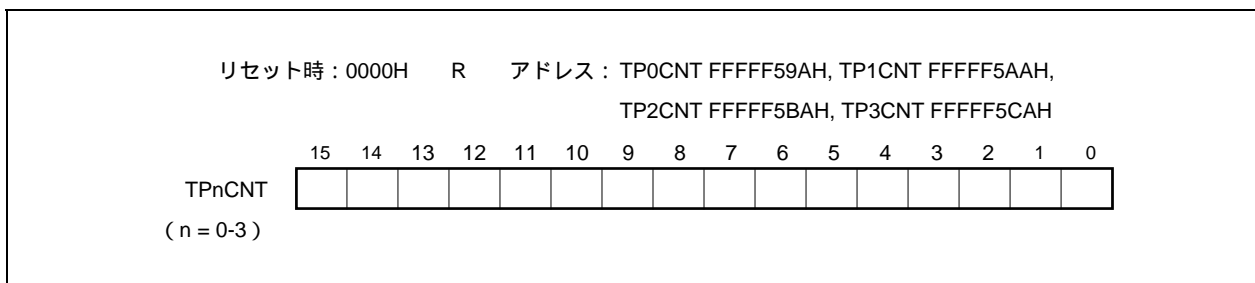 リセット時：0000H　R　アドレス：TP0CNT FFFFF59AH, TP1CNT FFFFF5AAH,
TP2CNT FFFFF5BAH, TP3CNT FFFFF5CAH
15 14 13 12 11 10 9 8 7 6 5 4 3 2 1 0
TPnCNT
（n = 0-3）